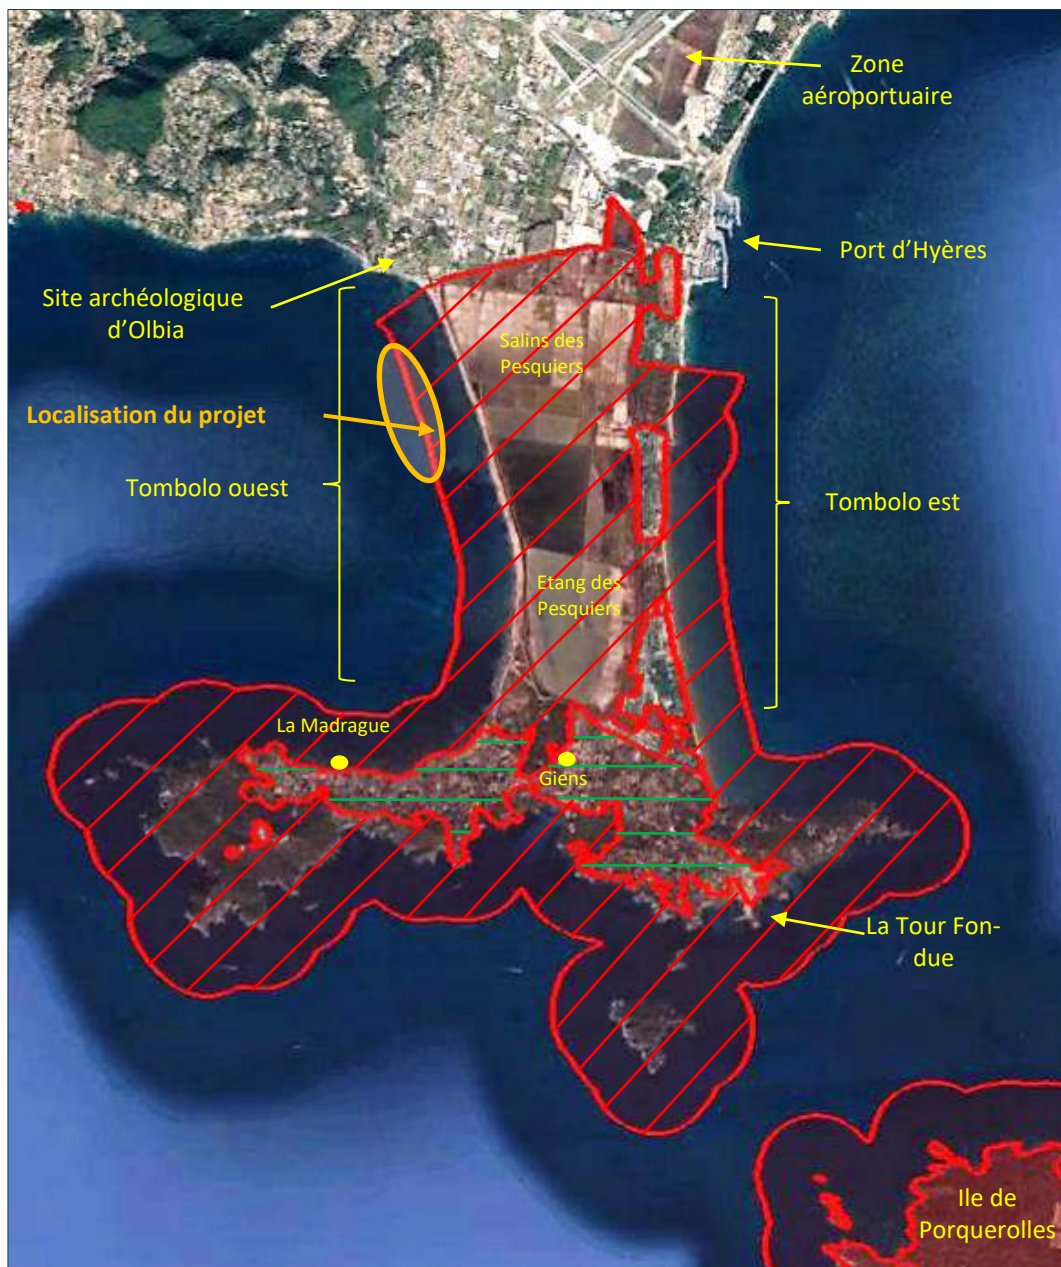 Zone
aéroportuaire
Port d’Hyères
Site archéologique
d’Olbia
Salins des
Pesquiers
Localisation du projet
Tombolo ouest
Tombolo est
Etang des
Pesquiers
La Madrague
Giens
La Tour Fon-
due
Ile de
Porquerolles